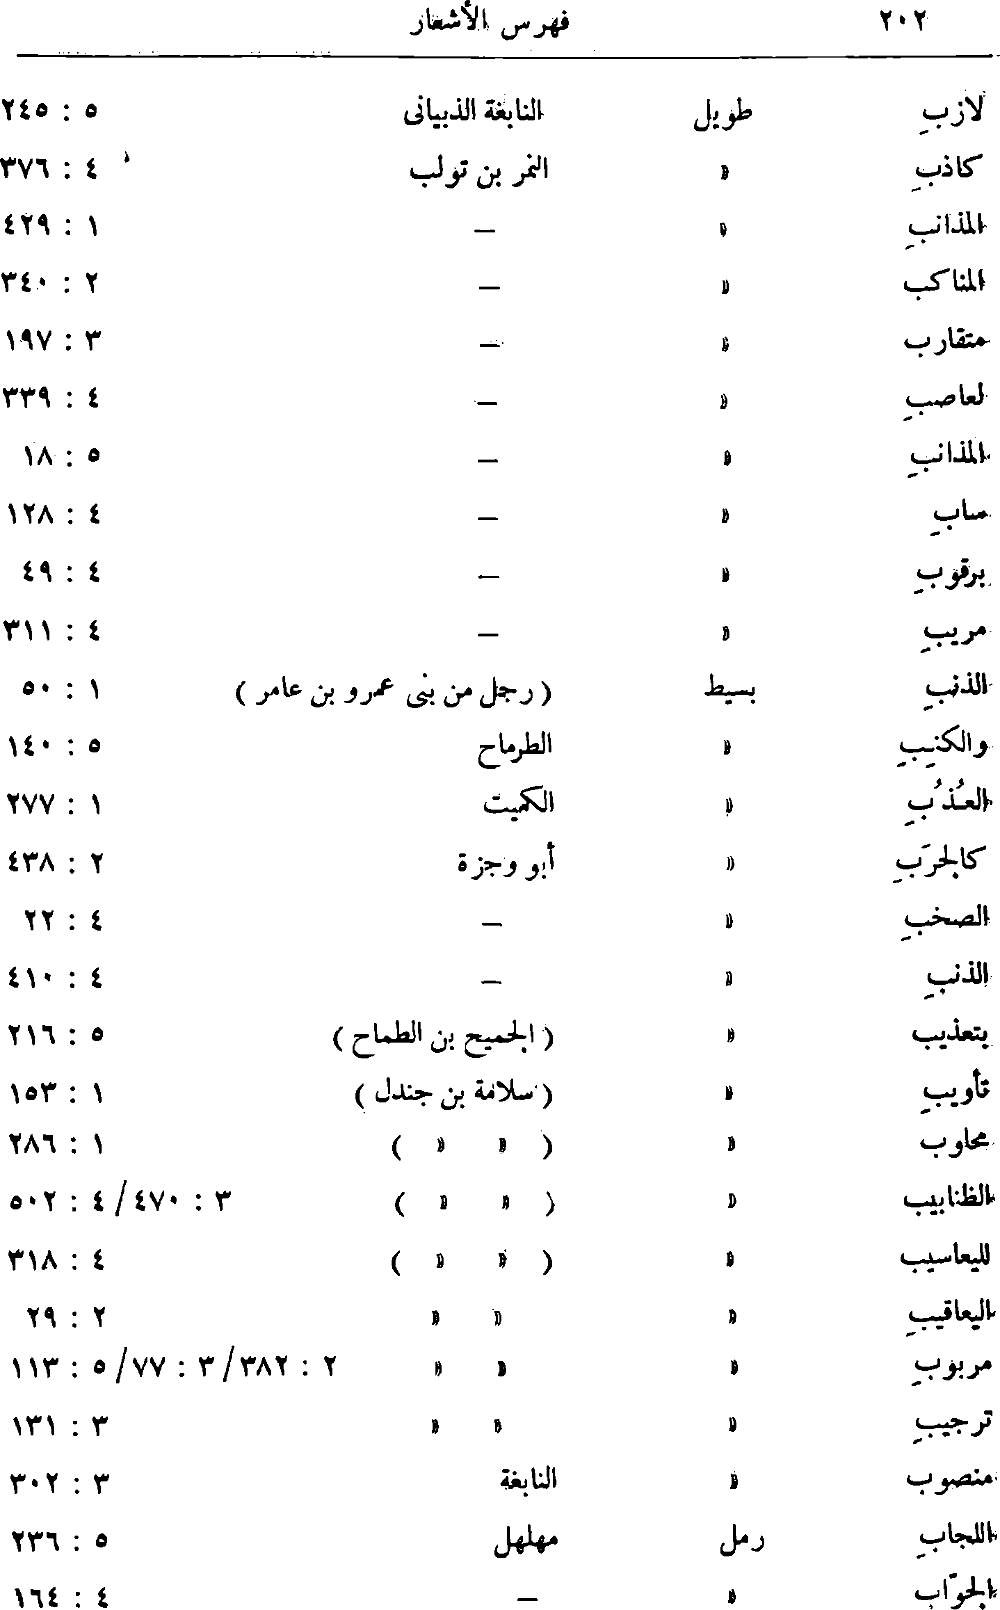 ٢٠٢ فهرس الأشعار
لازبِ طويل النابغة الذبيانى ٥ : ٢٤٥
كاذبِ » النمر بن تولب ٤ : ٣٧٦
المذانبِ » — ١ : ٤٢٩
المناكب » — ٢ : ٣٤٠
متقارب » — ٣ : ١٩٧
لعاصبِ » — ٤ : ٣٣٩
المذانبِ » — ٥ : ١٨
سابِ » — ٤ : ١٢٨
يرقوبِ » — ٤ : ٤٩
مريبِ » — ٤ : ٣١١
الذنبِ بسيط ( رجل من بنى عمرو بن عامر ) ١ : ٥٠
والكنِبِ » الطرماح ٥ : ١٤٠
العُذُبِ » الكميت ١ : ٢٧٧
كالجرَبِ » أبو وجزة ٢ : ٤٣٨
الصخبِ » — ٤ : ٢٢
الذنبِ » — ٤ : ٤١٠
بتعذيب » ( الجميح بن الطماح ) ٥ : ٢١٦
تأويبِ » ( سلامة بن جندل ) ١ : ١٥٣
محاوب » ( » » ) ١ : ٢٨٦
الظنابيب » ( » » ) ٣ : ٤٧٠/ ٤ : ٥٠٢
لليعاسيب » ( » » ) ٤ : ٣١٨
اليعاقيبِ » » » ٢ : ٢٩
مربوبِ » » » ٢ : ٣٨٢/ ٣ : ٧٧/ ٥ : ١١٣
ترجيبِ » » » ٣ : ١٣١
منصوب » النابغة ٣ : ٣٠٢
اللجابِ رمل مهلهل ٥ : ٢٣٦
الجوّاب » — ٤ : ١٦٤